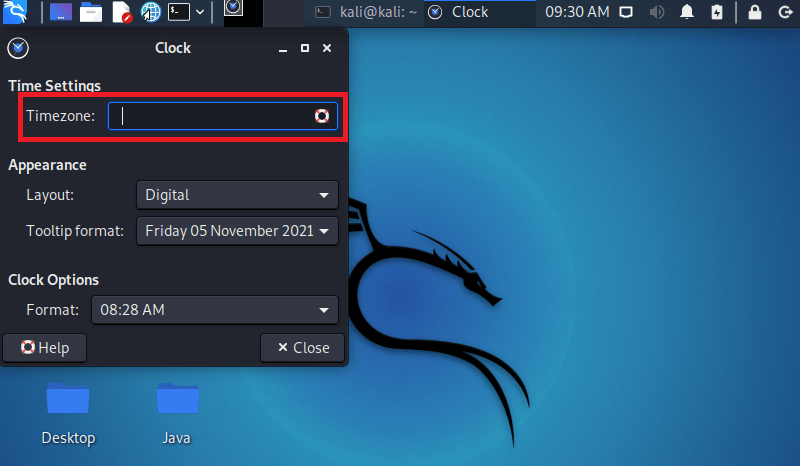 kali@kali: ~ Clock 09:30 AM
Clock
Time Settings
Timezone:
Appearance
Layout: Digital
Tooltip format: Friday 05 November 2021
Clock Options
Format: 08:28 AM
Help Close
Desktop Java